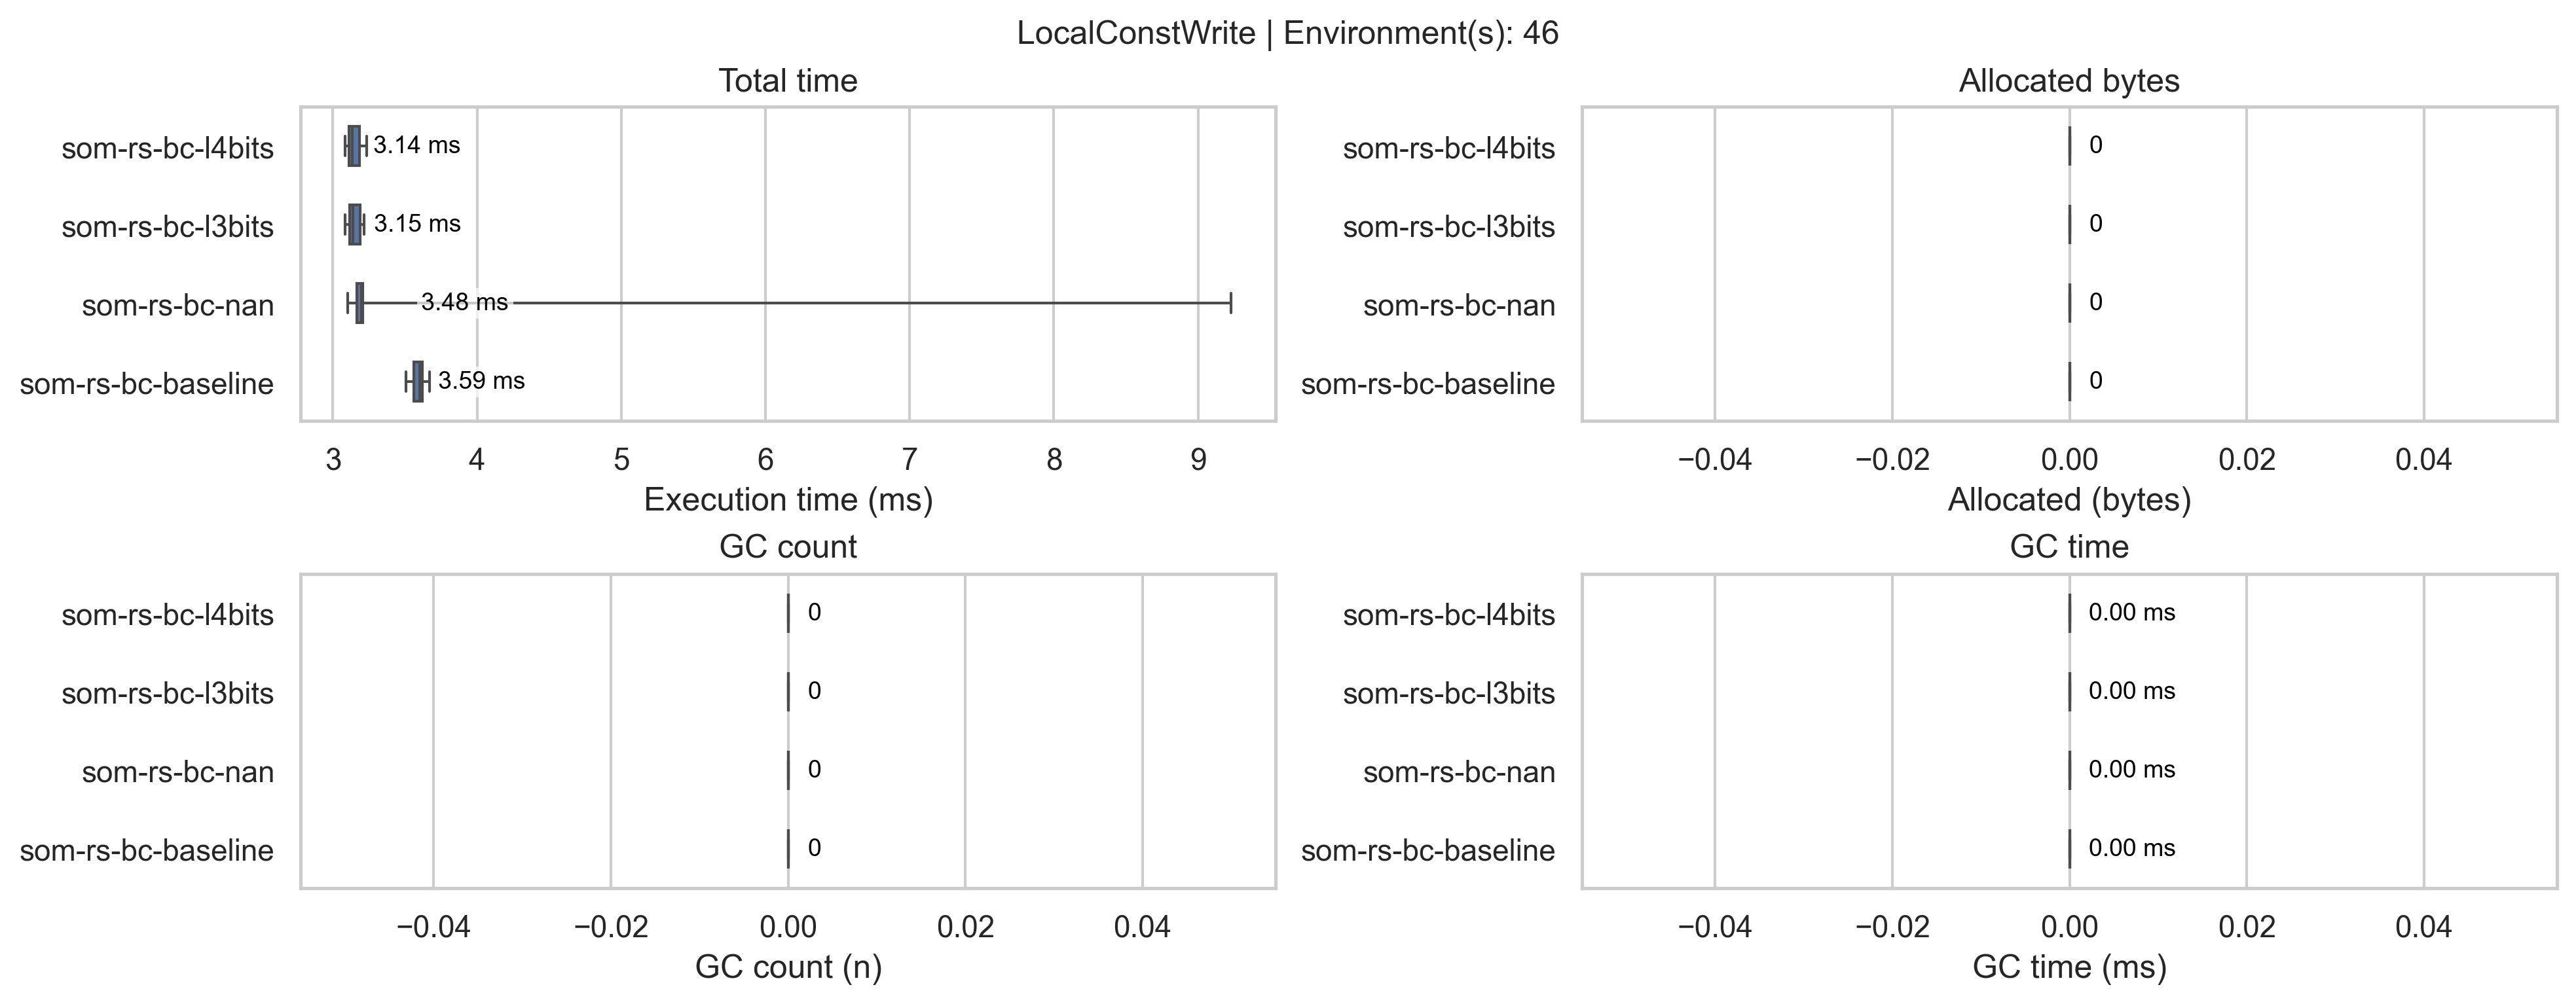 LocalConstWrite | Environment(s): 46
Total time
som-rs-bc-l4bits
3.14 ms
som-rs-bc-l3bits
3.15 ms
som-rs-bc-nan
3.48 ms
som-rs-bc-baseline
3.59 ms
3 4 5 6 7 8 9
Execution time (ms)
Allocated bytes
som-rs-bc-l4bits
0
som-rs-bc-l3bits
0
som-rs-bc-nan
0
som-rs-bc-baseline
0
−0.04 −0.02 0.00 0.02 0.04
Allocated (bytes)
GC count
som-rs-bc-l4bits
0
som-rs-bc-l3bits
0
som-rs-bc-nan
0
som-rs-bc-baseline
0
−0.04 −0.02 0.00 0.02 0.04
GC count (n)
GC time
som-rs-bc-l4bits
0.00 ms
som-rs-bc-l3bits
0.00 ms
som-rs-bc-nan
0.00 ms
som-rs-bc-baseline
0.00 ms
−0.04 −0.02 0.00 0.02 0.04
GC time (ms)